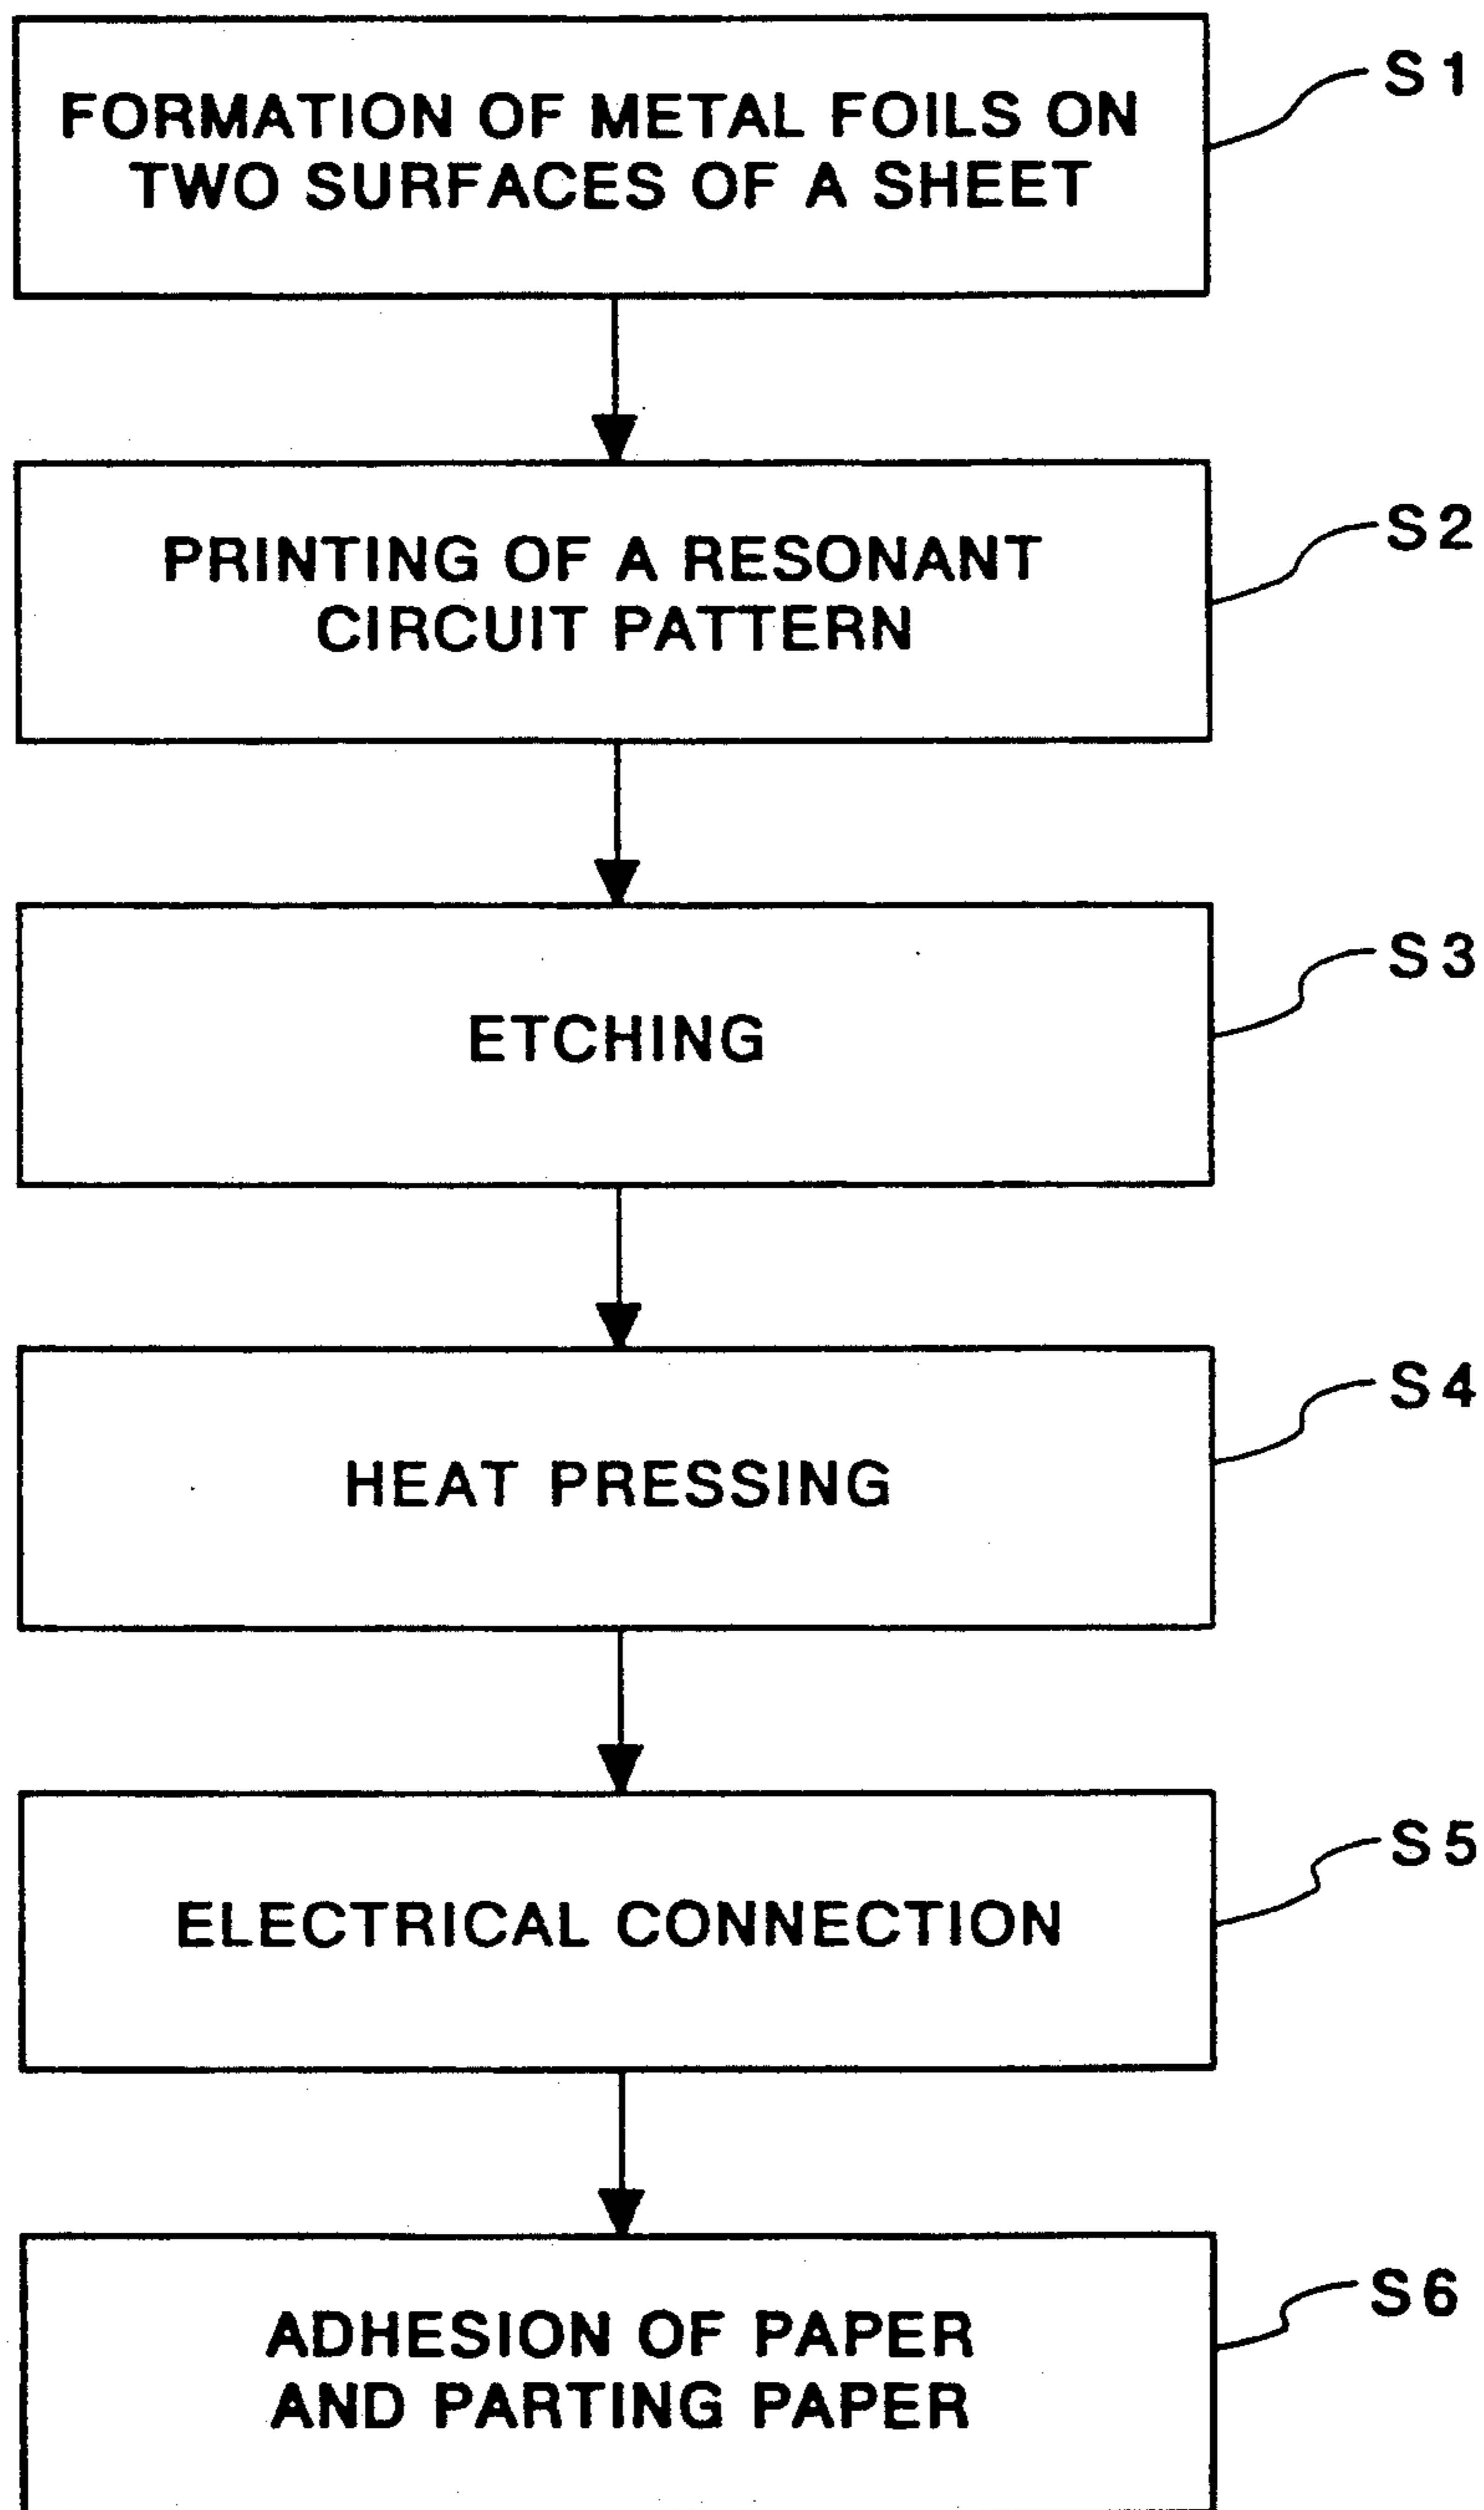 FORMATION OF METAL FOILS ON
TWO SURFACES OF A SHEET
S1
PRINTING OF A RESONANT
CIRCUIT PATTERN
S2
ETCHING
S3
HEAT PRESSING
S4
ELECTRICAL CONNECTION
S5
ADHESION OF PAPER
AND PARTING PAPER
S6